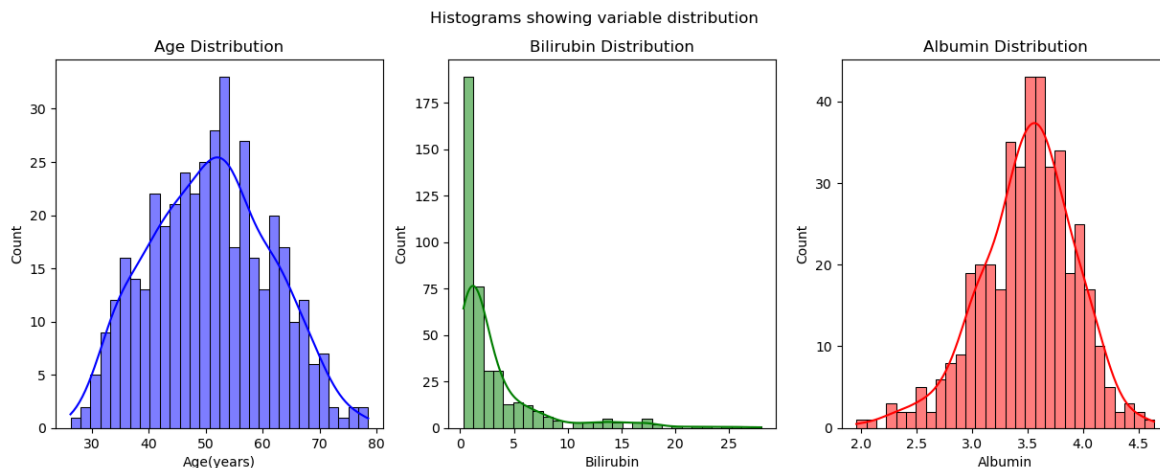 Histograms showing variable distribution
Age Distribution
Bilirubin Distribution
Albumin Distribution
Count
30
25
20
15
10
5
0
30 40 50 60 70 80
Age(years)
Count
175
150
125
100
75
50
25
0
0 5 10 15 20 25
Bilirubin
Count
40
30
20
10
0
2.0 2.5 3.0 3.5 4.0 4.5
Albumin